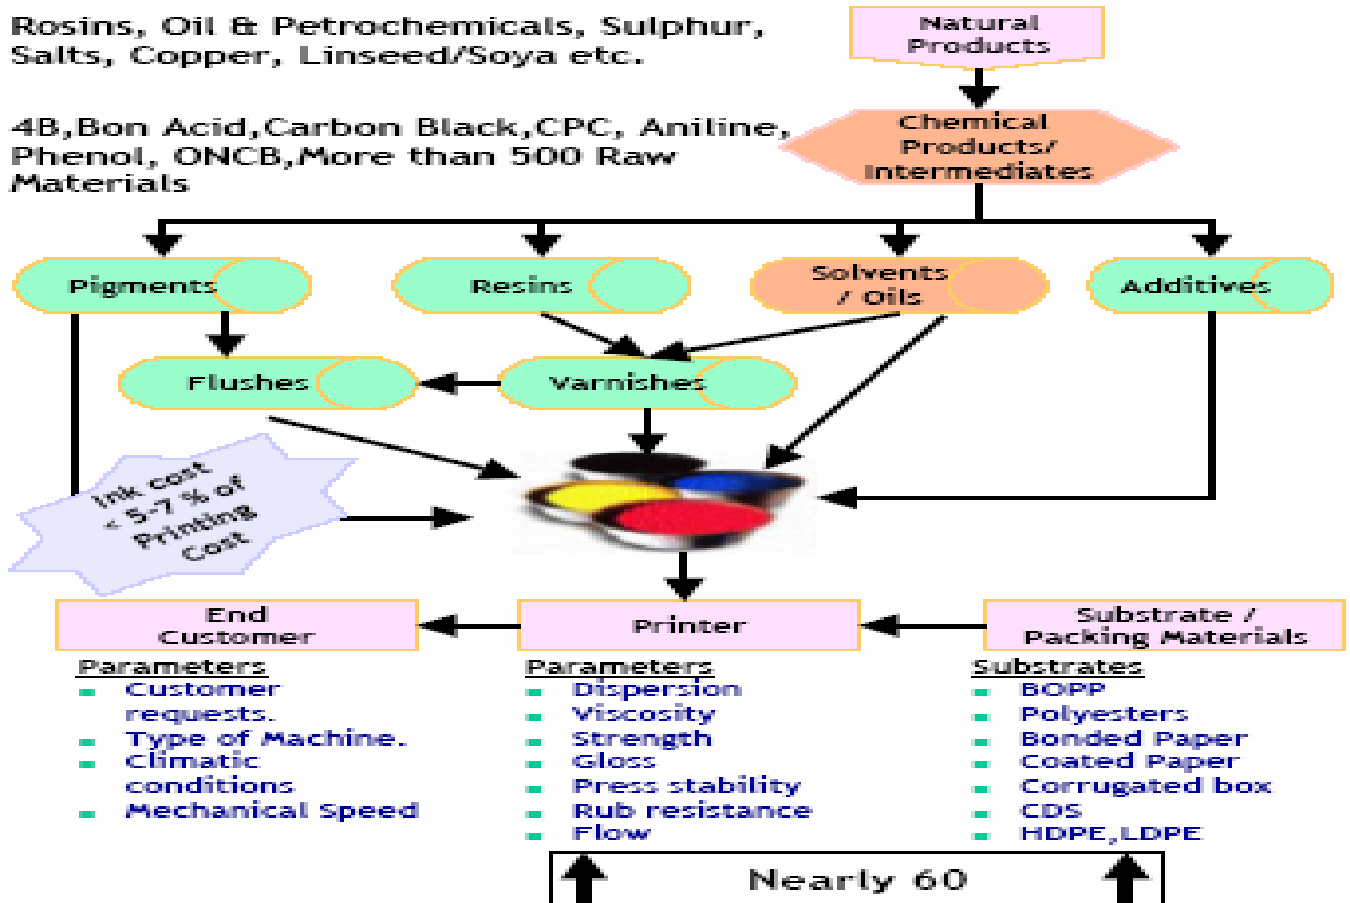 Rosins, Oil & Petrochemicals, Sulphur,
Salts, Copper, Linseed/Soya etc.
Natural
Products
4B,Bon Acid,Carbon Black,CPC, Aniline,
Phenol, ONCB,More than 500 Raw
Materials
Chemical
Products/
Intermediates
Pigments
Resins
Solvents
/ Oils
Additives
Flushes
Varnishes
Ink cost
< 5-7 % of
Printing
Cost
End
Customer
Printer
Substrate /
Packing Materials
Parameters
Customer
requests.
Type of Machine.
Climatic
conditions
Mechanical Speed
Parameters
Dispersion
Viscosity
Strength
Gloss
Press stability
Rub resistance
Flow
Substrates
BOPP
Polyesters
Bonded Paper
Coated Paper
Corrugated box
CDS
HDPE,LDPE
Nearly 60